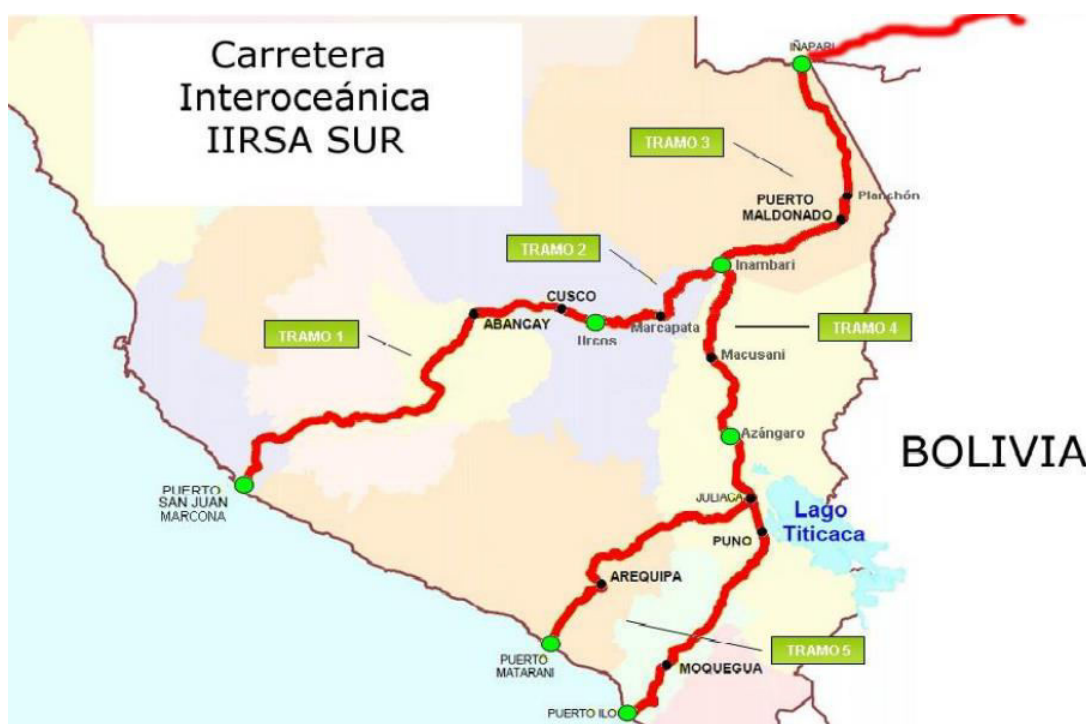 Carretera
Interoceánica
IIRSA SUR
IÑAPARI
TRAMO 3
Planchón
PUERTO
MALDONADO
TRAMO 2
Inambari
CUSCO
ABANCAY
Urcos
Marcapata
TRAMO 1
TRAMO 4
Macusani
Azángaro
BOLIVIA
PUERTO
SAN JUAN
MARCONA
JULIACA
Lago
Titicaca
PUNO
AREQUIPA
PUERTO
MATARANI
TRAMO 5
MOQUEGUA
PUERTO ILO